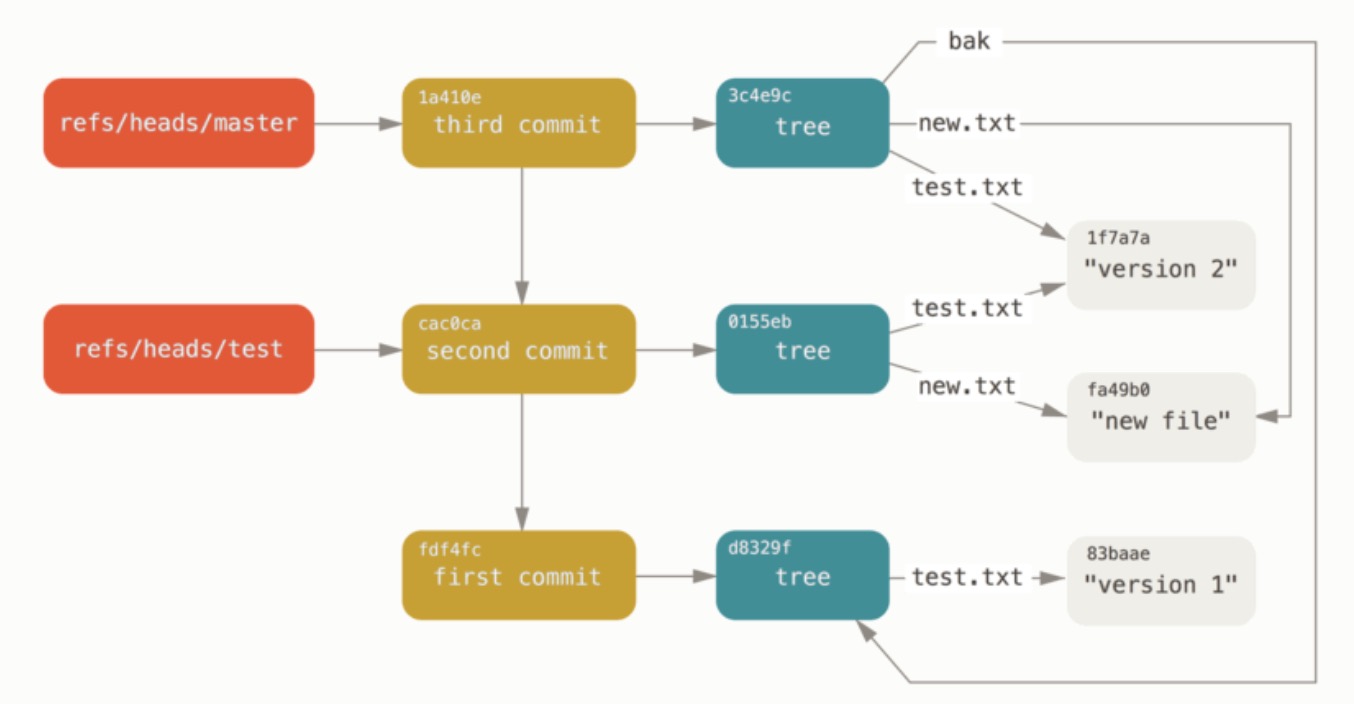 bak
refs/heads/master
1a410e
third commit
3c4e9c
tree
new.txt
test.txt
1f7a7a
"version 2"
refs/heads/test
cac0ca
second commit
0155eb
tree
test.txt
new.txt
fa49b0
"new file"
fdf4fc
first commit
d8329f
tree
test.txt
83baae
"version 1"